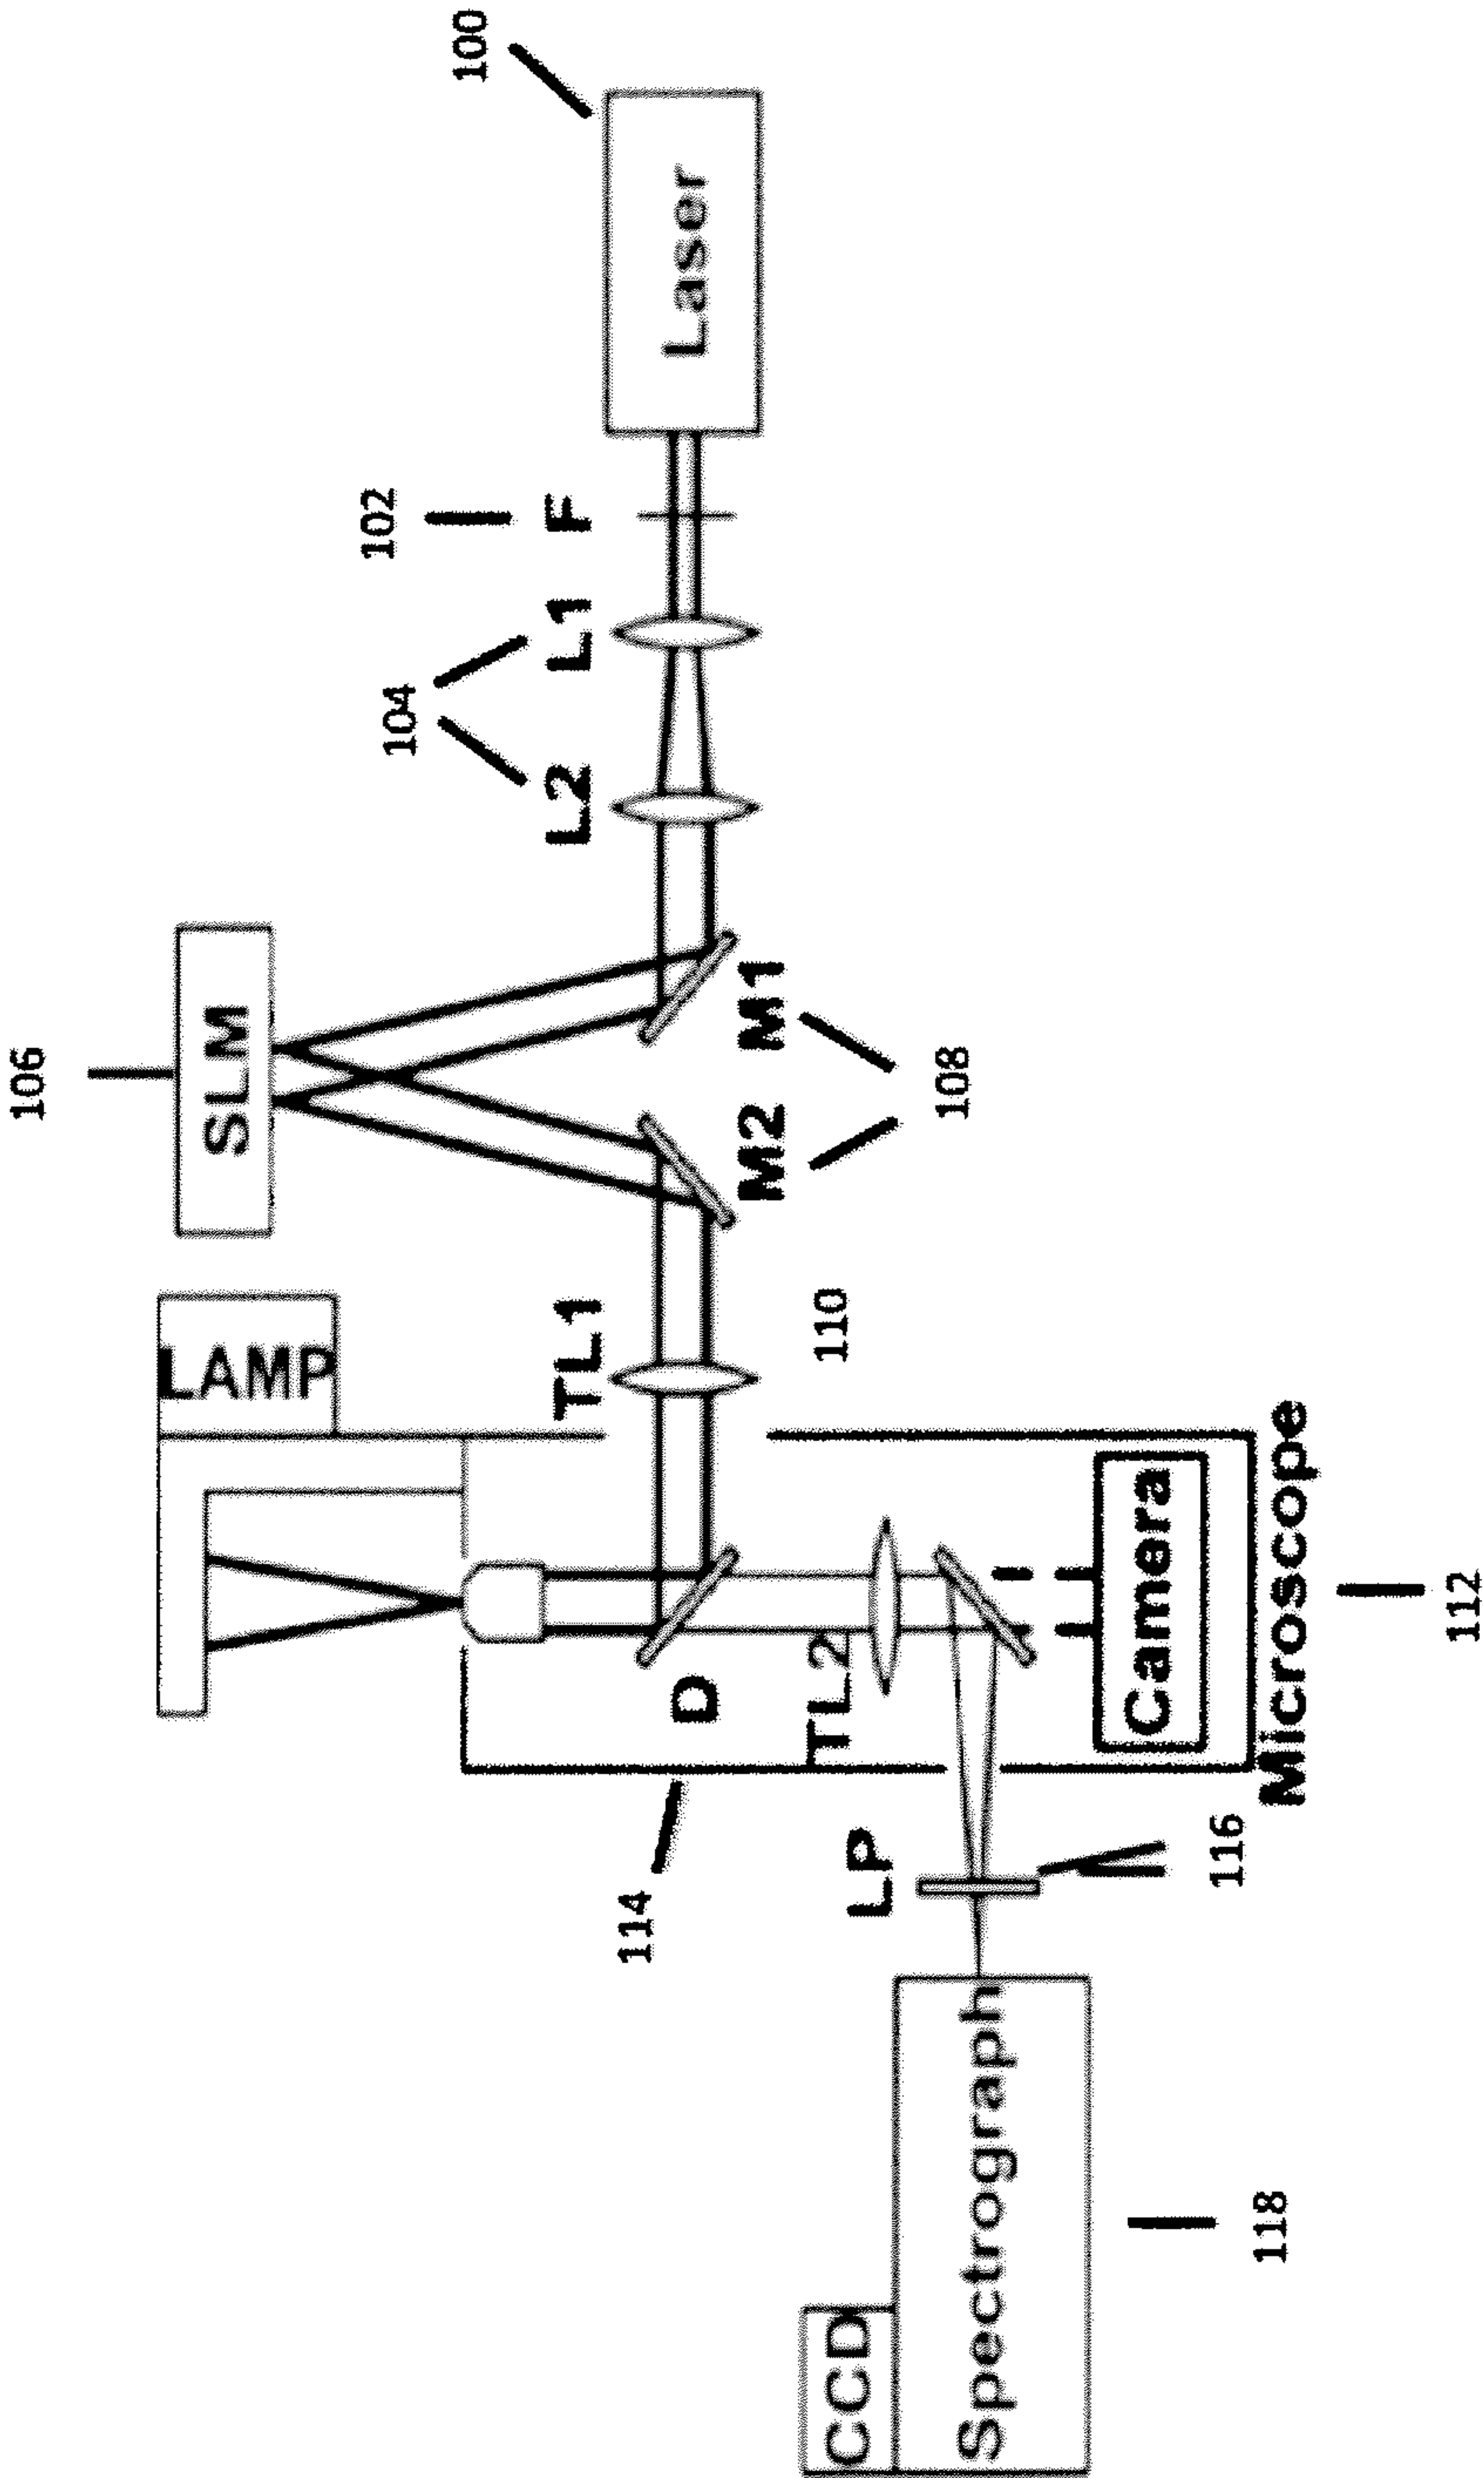 106
SLM
LAMP
102
104
100
TL1
L2
L1
F
114
D
Laser
M2
M1
TL2
110
CCD
LP
108
Spectrograph
Camera
116
118
Microscope
112